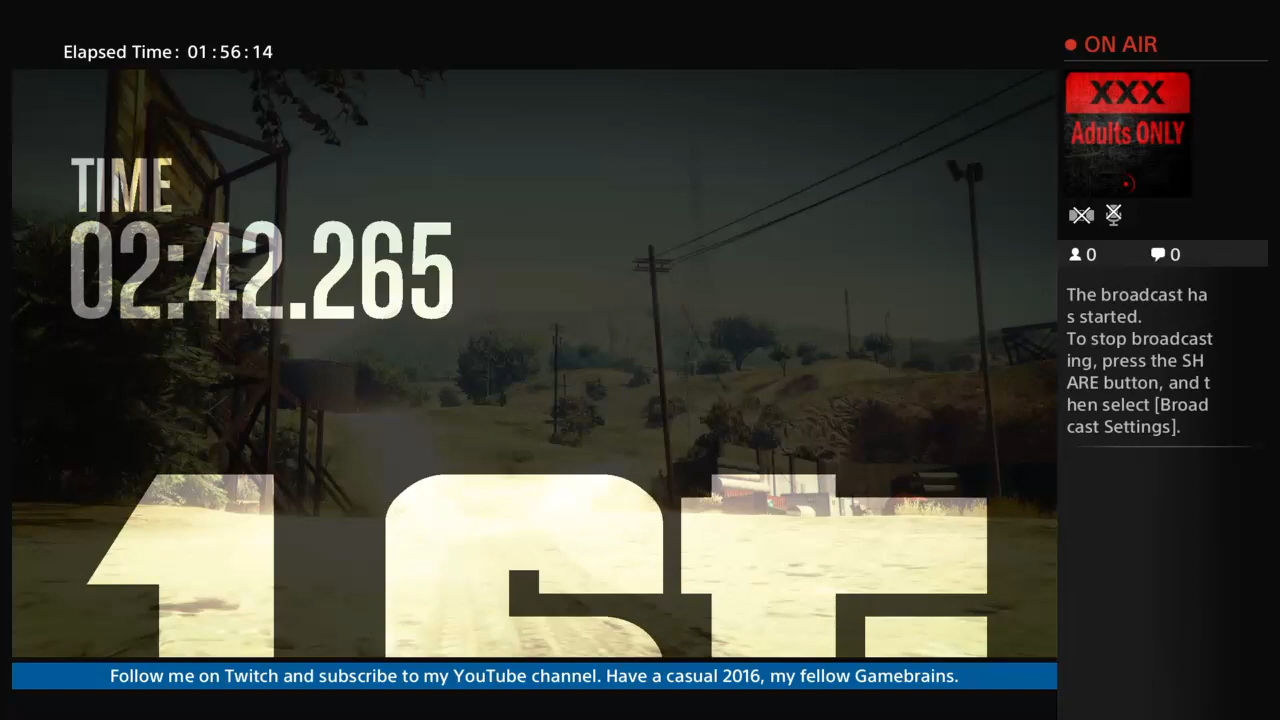 Elapsed Time: 01:56:14
ON AIR
XXX
Adults ONLY
TIME
02:42.265
0 0
The broadcast ha
s started.
To stop broadcast
ing, press the SH
ARE button, and t
hen select [Broad
cast Settings].
1st
Follow me on Twitch and subscribe to my YouTube channel. Have a casual 2016, my fellow Gamebrains.